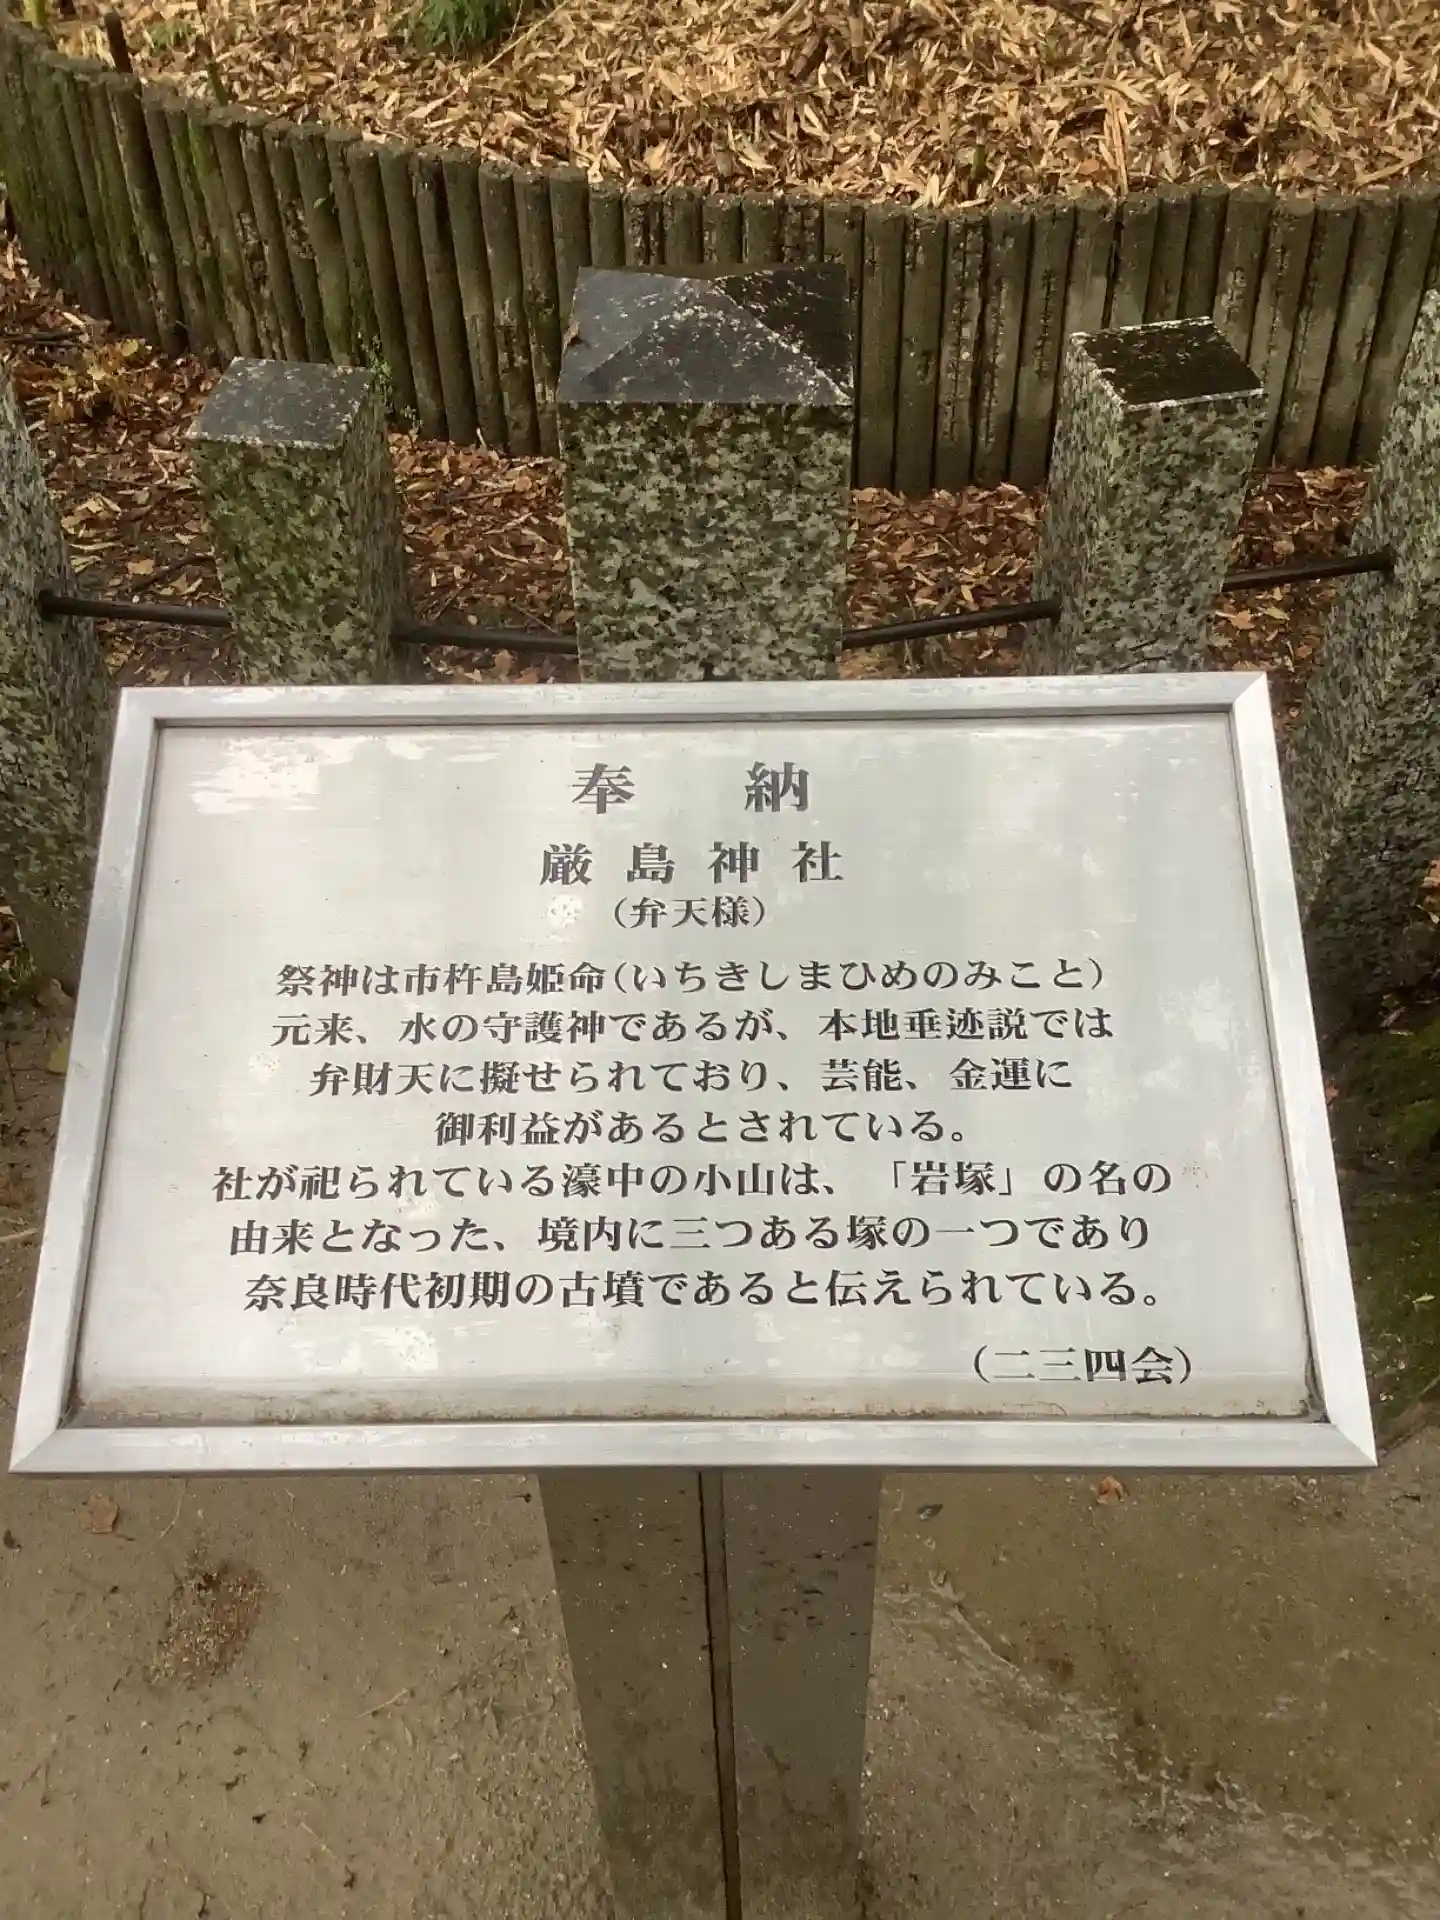 奉納
厳島神社
（弁天様）
祭神は市杵島姫命（いちきしまひめのみこと）
元来、水の守護神であるが、本地垂迹説では
弁財天に擬せられており、芸能、金運に
御利益があるとされている。
社が祀られている濠中の小山は、「岩塚」の名の
由来となった、境内に三つある塚の一つであり
奈良時代初期の古墳であると伝えられている。
（二三四会）